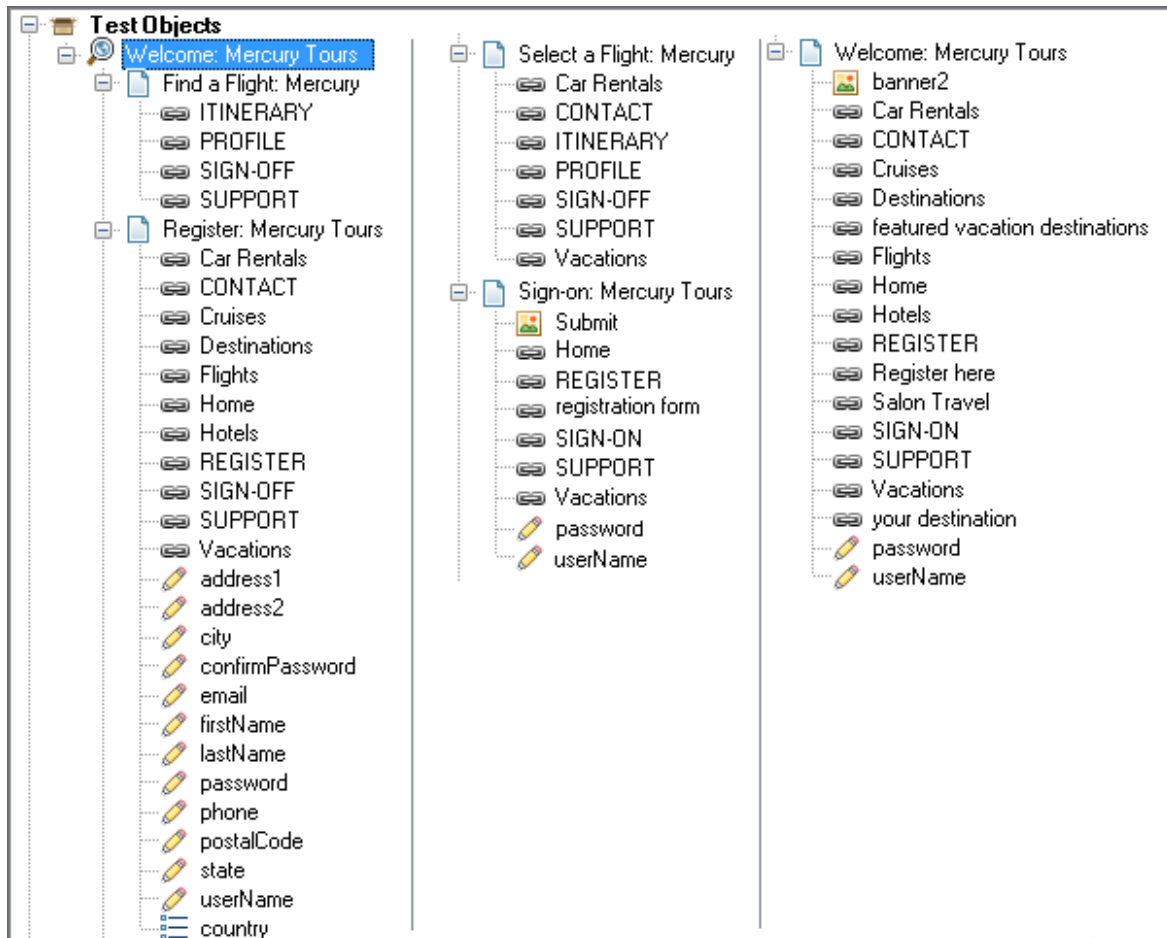 Test Objects
Welcome: Mercury Tours
Find a Flight: Mercury
ITINERARY
PROFILE
SIGN-OFF
SUPPORT
Register: Mercury Tours
Car Rentals
CONTACT
Cruises
Destinations
Flights
Home
Hotels
REGISTER
SIGN-OFF
SUPPORT
Vacations
address1
address2
city
confirmPassword
email
firstName
lastName
password
phone
postalCode
state
userName
country
Select a Flight: Mercury
Car Rentals
CONTACT
ITINERARY
PROFILE
SIGN-OFF
SUPPORT
Vacations
Sign-on: Mercury Tours
Submit
Home
REGISTER
registration form
SIGN-ON
SUPPORT
Vacations
password
userName
Welcome: Mercury Tours
banner2
Car Rentals
CONTACT
Cruises
Destinations
featured vacation destinations
Flights
Home
Hotels
REGISTER
Register here
Salon Travel
SIGN-ON
SUPPORT
Vacations
your destination
password
userName